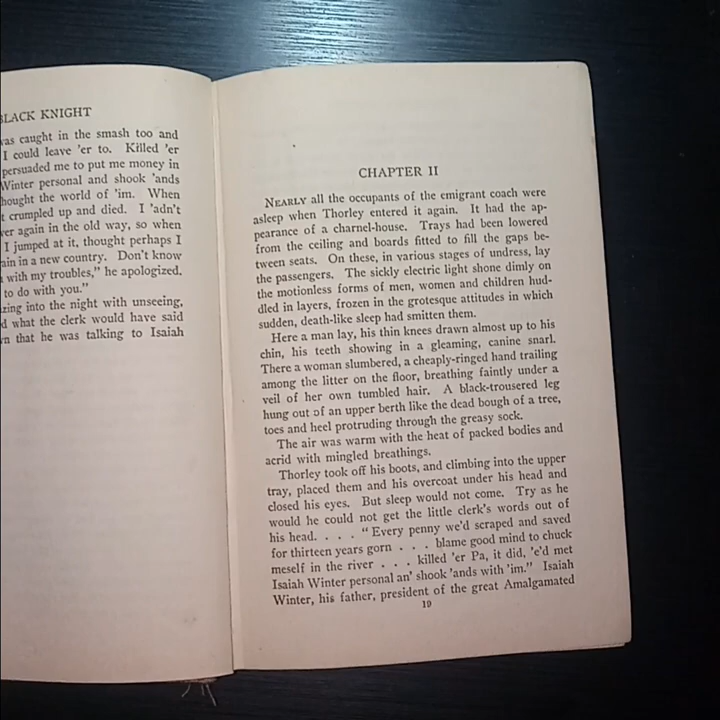 BLACK KNIGHT
was caught in the smash too and
I could leave 'er to. Killed 'er
persuaded me to put me money in
Winter personal and shook 'ands
hought the world of 'im. When
t crumpled up and died. I 'adn't
ver again in the old way, so when
I jumped at it, thought perhaps I
ain in a new country. Don't know
with my troubles," he apologized.
to do with you."
zing into the night with unseeing,
d what the clerk would have said
wn that he was talking to Isaiah
CHAPTER II
NEARLY all the occupants of the emigrant coach were
asleep when Thorley entered it again. It had the ap-
pearance of a charnel-house. Trays had been lowered
from the ceiling and boards fitted to fill the gaps be-
tween seats. On these, in various stages of undress, lay
the passengers. The sickly electric light shone dimly on
the motionless forms of men, women and children hud-
dled in layers, frozen in the grotesque attitudes in which
sudden, death-like sleep had smitten them.
Here a man lay, his thin knees drawn almost up to his
chin, his teeth showing in a gleaming, canine snarl.
There a woman slumbered, a cheaply-ringed hand trailing
among the litter on the floor, breathing faintly under a
veil of her own tumbled hair. A black-trousered leg
hung out of an upper berth like the dead bough of a tree,
toes and heel protruding through the greasy sock.
The air was warm with the heat of packed bodies and
acrid with mingled breathings.
Thorley took off his boots, and climbing into the upper
tray, placed them and his overcoat under his head and
closed his eyes. But sleep would not come. Try as he
would he could not get the little clerk's words out of
his head. . . . . "Every penny we'd scraped and saved
for thirteen years gorn . . . blame good mind to chuck
meself in the river . . . killed 'er Pa, it did, 'e'd met
Isaiah Winter personal an' shook 'ands with 'im." Isaiah
Winter, his father, president of the great Amalgamated
19